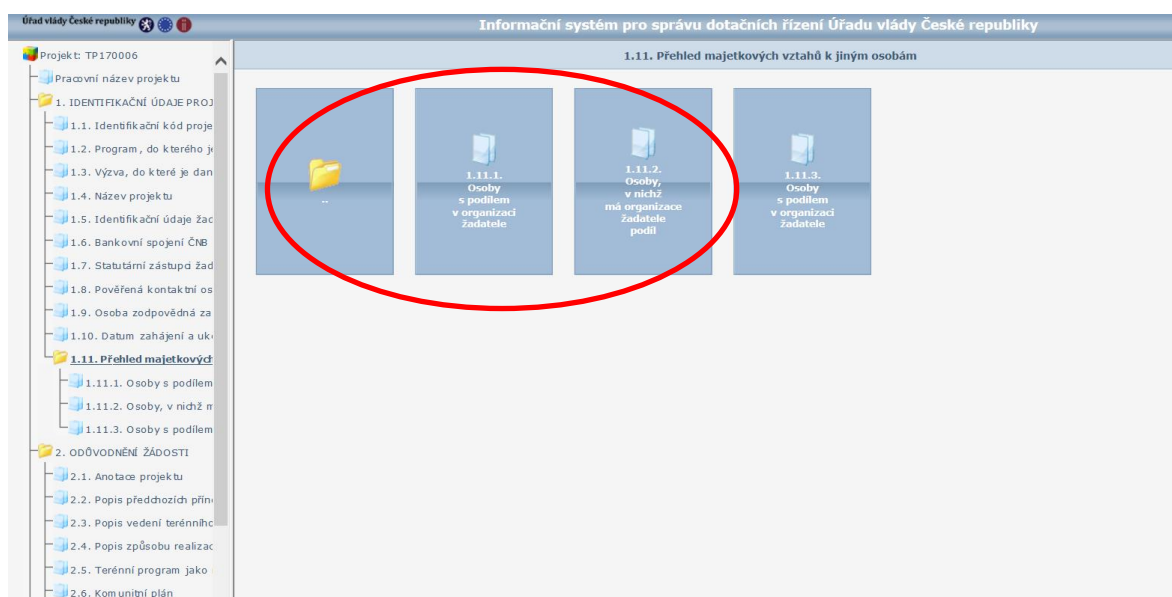 Úřad vlády České republiky
Informační systém pro správu dotačních řízení Úřadu vlády České republiky
Projekt: TP170006
1.11. Přehled majetkových vztahů k jiným osobám
Pracovní název projektu
1. IDENTIFIKAČNÍ ÚDAJE PROJ
1.1. Identifikační kód proje
1.2. Program, do kterého je
1.3. Výzva, do které je dan
1.4. Název projektu
1.5. Identifikační údaje žad
1.6. Bankovní spojení ČNB
1.7. Statutární zástupci žad
1.8. Pověřená kontaktní os
1.9. Osoba zodpovědná za
1.10. Datum zahájení a uko
1.11. Přehled majetkových
1.11.1. Osoby s podílem
1.11.2. Osoby, v nichž m
1.11.3. Osoby s podílem
2. ODŮVODNĚNÍ ŽÁDOSTI
2.1. Anotace projektu
2.2. Popis předchozích příno
2.3. Popis vedení terénního
2.4. Popis způsobu realizac
2.5. Terénní program jako
2.6. Komunitní plán
..
1.11.1.
Osoby
s podílem
v organizaci
žadatele
1.11.2.
Osoby,
v nichž
má organizace
žadatele
podíl
1.11.3.
Osoby
s podílem
v organizaci
žadatele